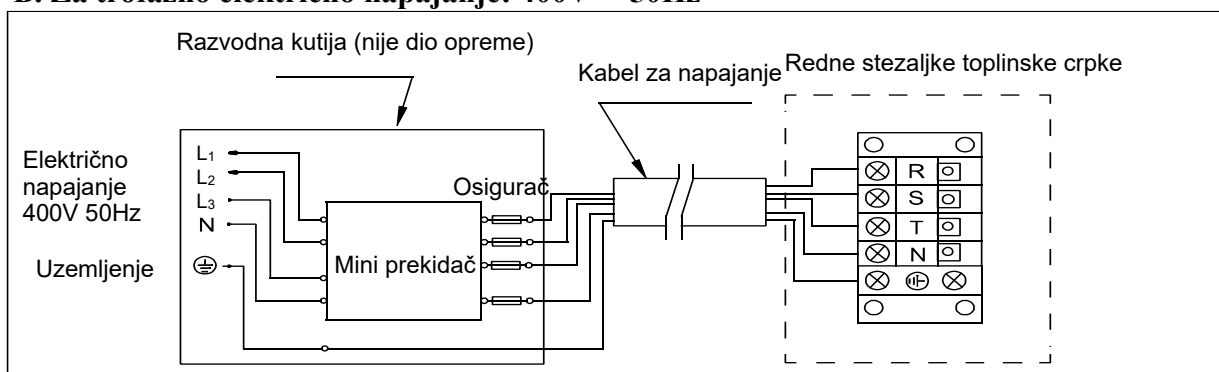 Razvodna kutija (nije dio opreme)
Kabel za napajanje
Redne stezaljke toplinske crpke
Električno
napajanje
400V 50Hz
Uzemljenje
L1
L2
L3
N
Osigurač
Mini prekidač
R
S
T
N